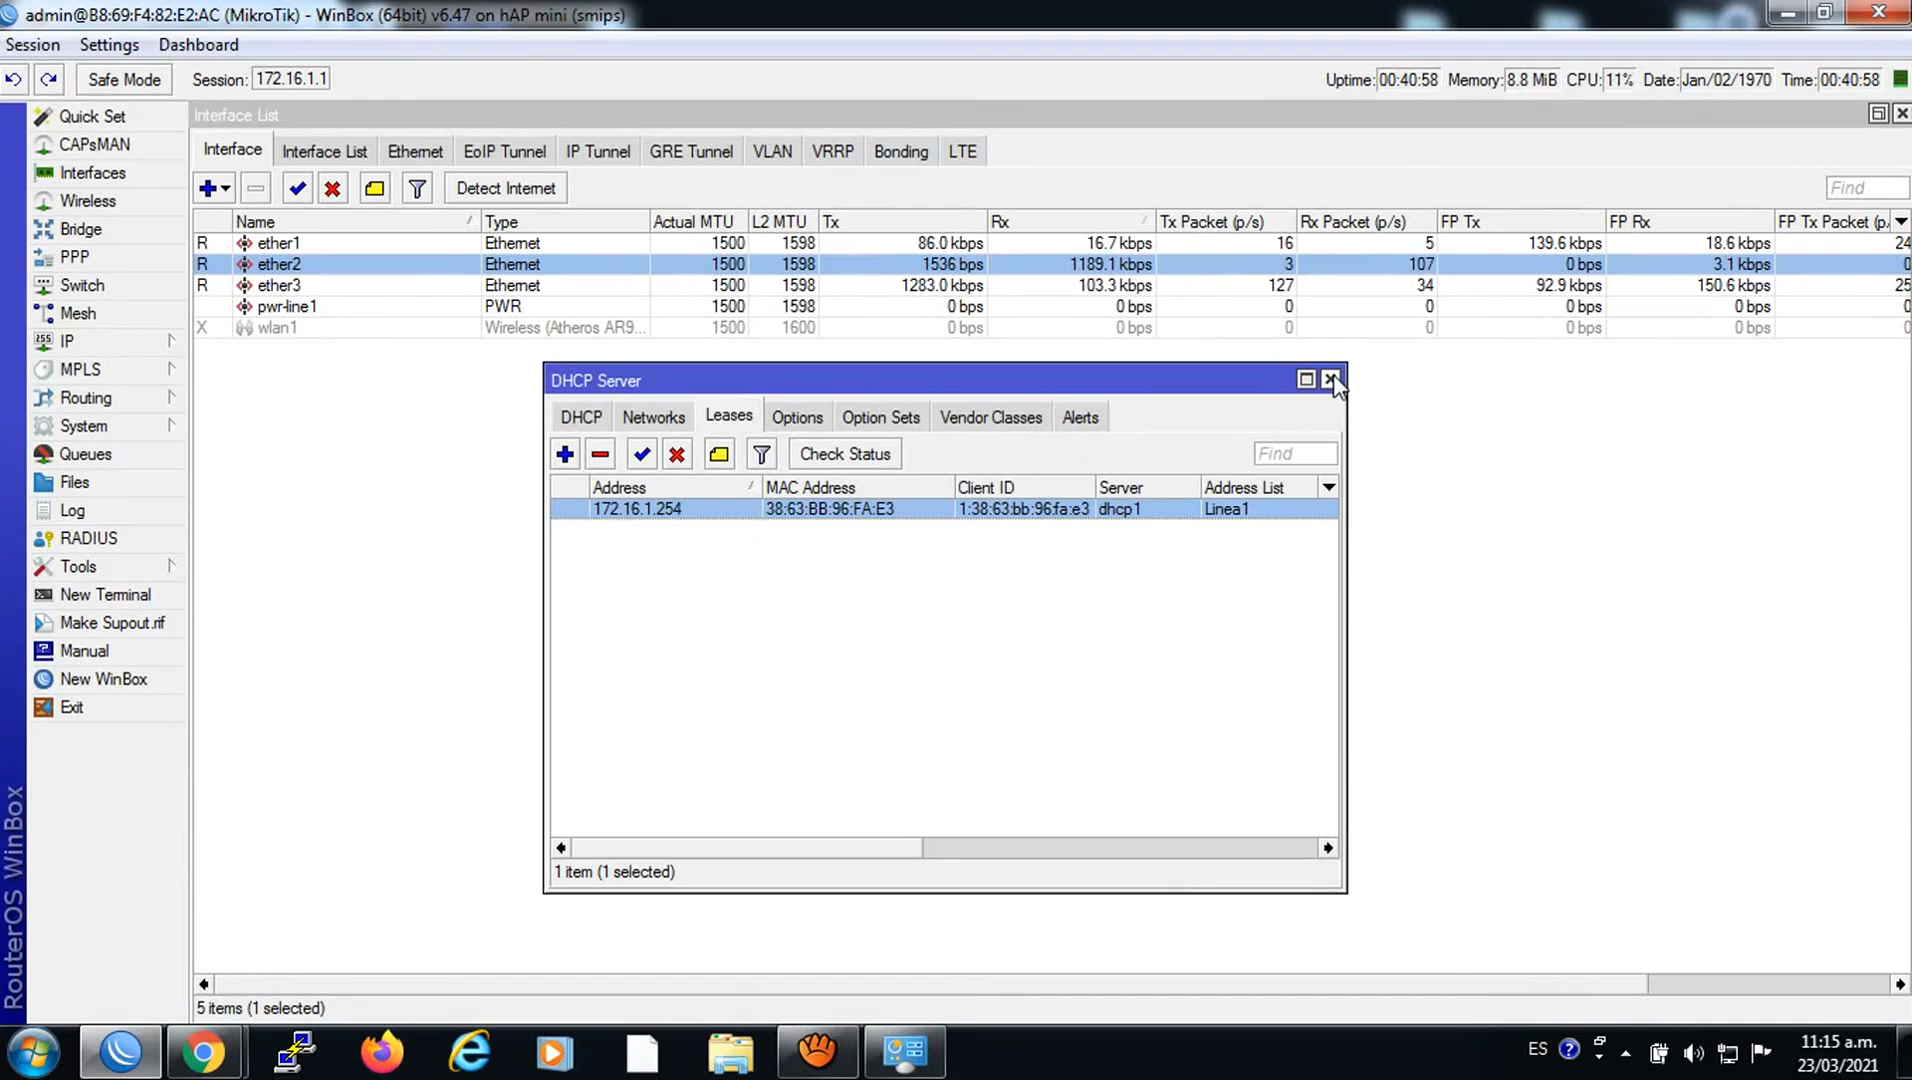 admin@B8:69:F4:82:E2:AC (MikroTik) - WinBox (64bit) v6.47 on hAP mini (smips)
Session Settings Dashboard
Safe Mode Session: 172.16.1.1 Uptime: 00:40:58 Memory: 8.8 MiB CPU: 11% Date: Jan/02/1970 Time: 00:40:58
Quick Set
CAPsMAN
Interfaces
Wireless
Bridge
PPP
Switch
Mesh
IP
MPLS
Routing
System
Queues
Files
Log
RADIUS
Tools
New Terminal
Make Supout.rif
Manual
New WinBox
Exit
RouterOS WinBox
Interface List
Interface Interface List Ethernet EoIP Tunnel IP Tunnel GRE Tunnel VLAN VRRP Bonding LTE
Detect Internet Find
Name Type Actual MTU L2 MTU Tx Rx Tx Packet (p/s) Rx Packet (p/s) FP Tx FP Rx FP Tx Packet (p/
R ether1 Ethernet 1500 1598 86.0 kbps 16.7 kbps 16 5 139.6 kbps 18.6 kbps 24
R ether2 Ethernet 1500 1598 1536 bps 1189.1 kbps 3 107 0 bps 3.1 kbps 0
R ether3 Ethernet 1500 1598 1283.0 kbps 103.3 kbps 127 34 92.9 kbps 150.6 kbps 25
pwr-line1 PWR 1500 1598 0 bps 0 bps 0 0 0 bps 0 bps 0
X wlan1 Wireless (Atheros AR9... 1500 1600 0 bps 0 bps 0 0 0 bps 0 bps 0
DHCP Server
DHCP Networks Leases Options Option Sets Vendor Classes Alerts
Check Status Find
Address MAC Address Client ID Server Address List
172.16.1.254 38:63:BB:96:FA:E3 1:38:63:bb:96:fa:e3 dhcp1 Linea1
1 item (1 selected)
5 items (1 selected)
ES 11:15 a.m.
23/03/2021